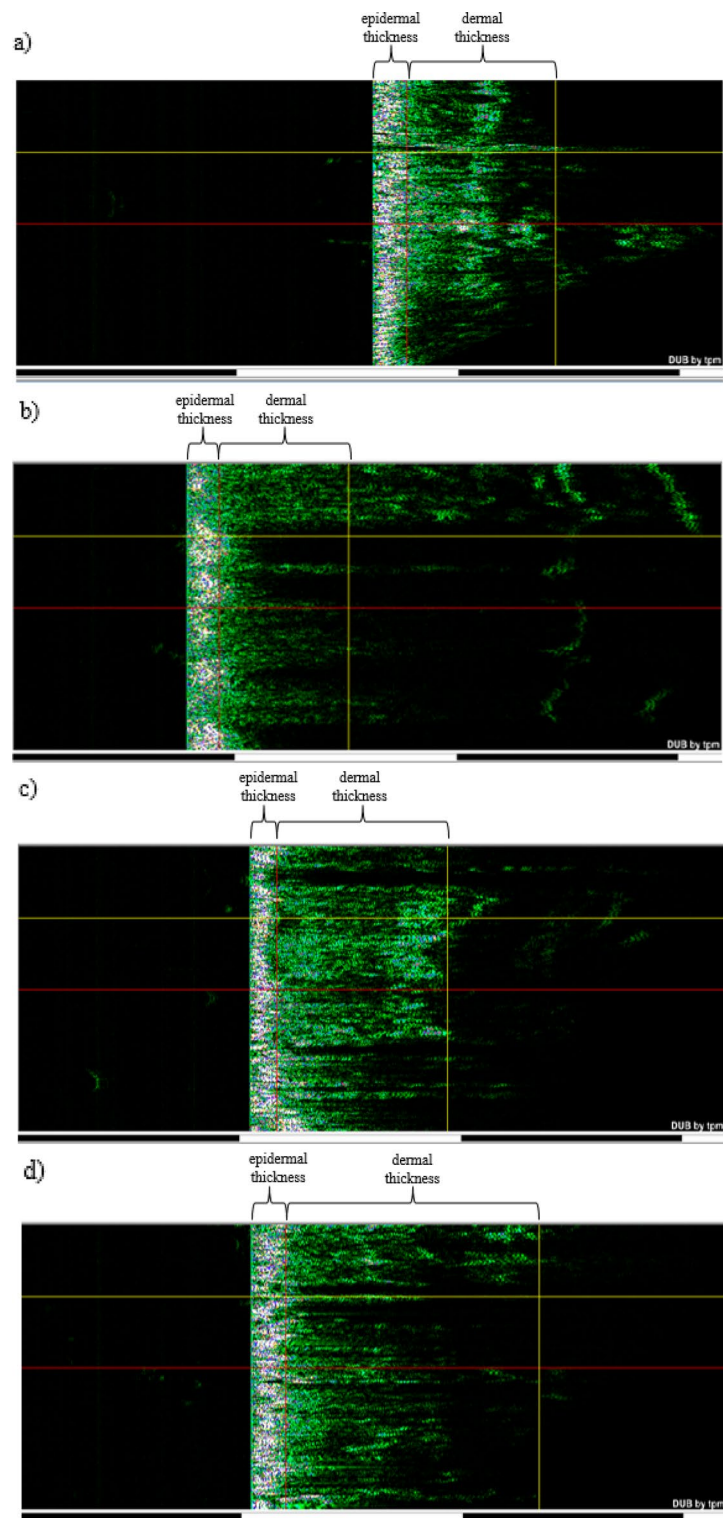 a)
epidermal dermal
thickness thickness
DUB by tpm
b)
epidermal dermal
thickness thickness
DUB by tpm
c)
epidermal dermal
thickness thickness
DUB by tpm
d)
epidermal dermal
thickness thickness
DUB by tpm